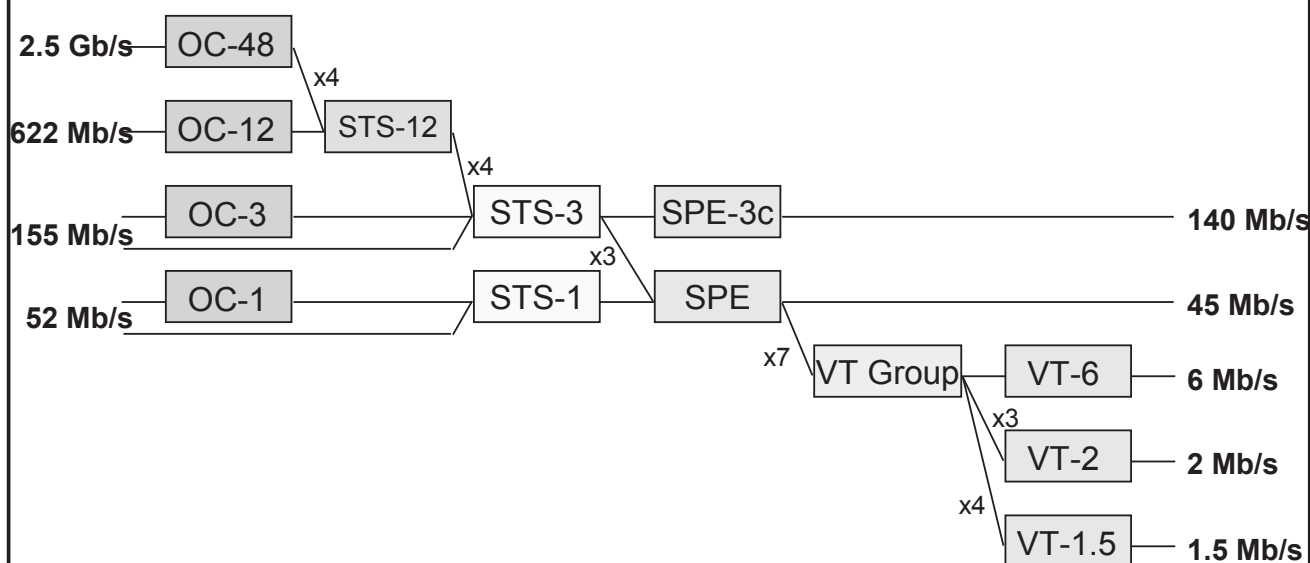 2.5 Gb/s OC-48
x4
622 Mb/s OC-12 STS-12
x4
155 Mb/s OC-3 STS-3 SPE-3c 140 Mb/s
x3
52 Mb/s OC-1 STS-1 SPE 45 Mb/s
x7
VT Group VT-6 6 Mb/s
x3
VT-2 2 Mb/s
x4
VT-1.5 1.5 Mb/s